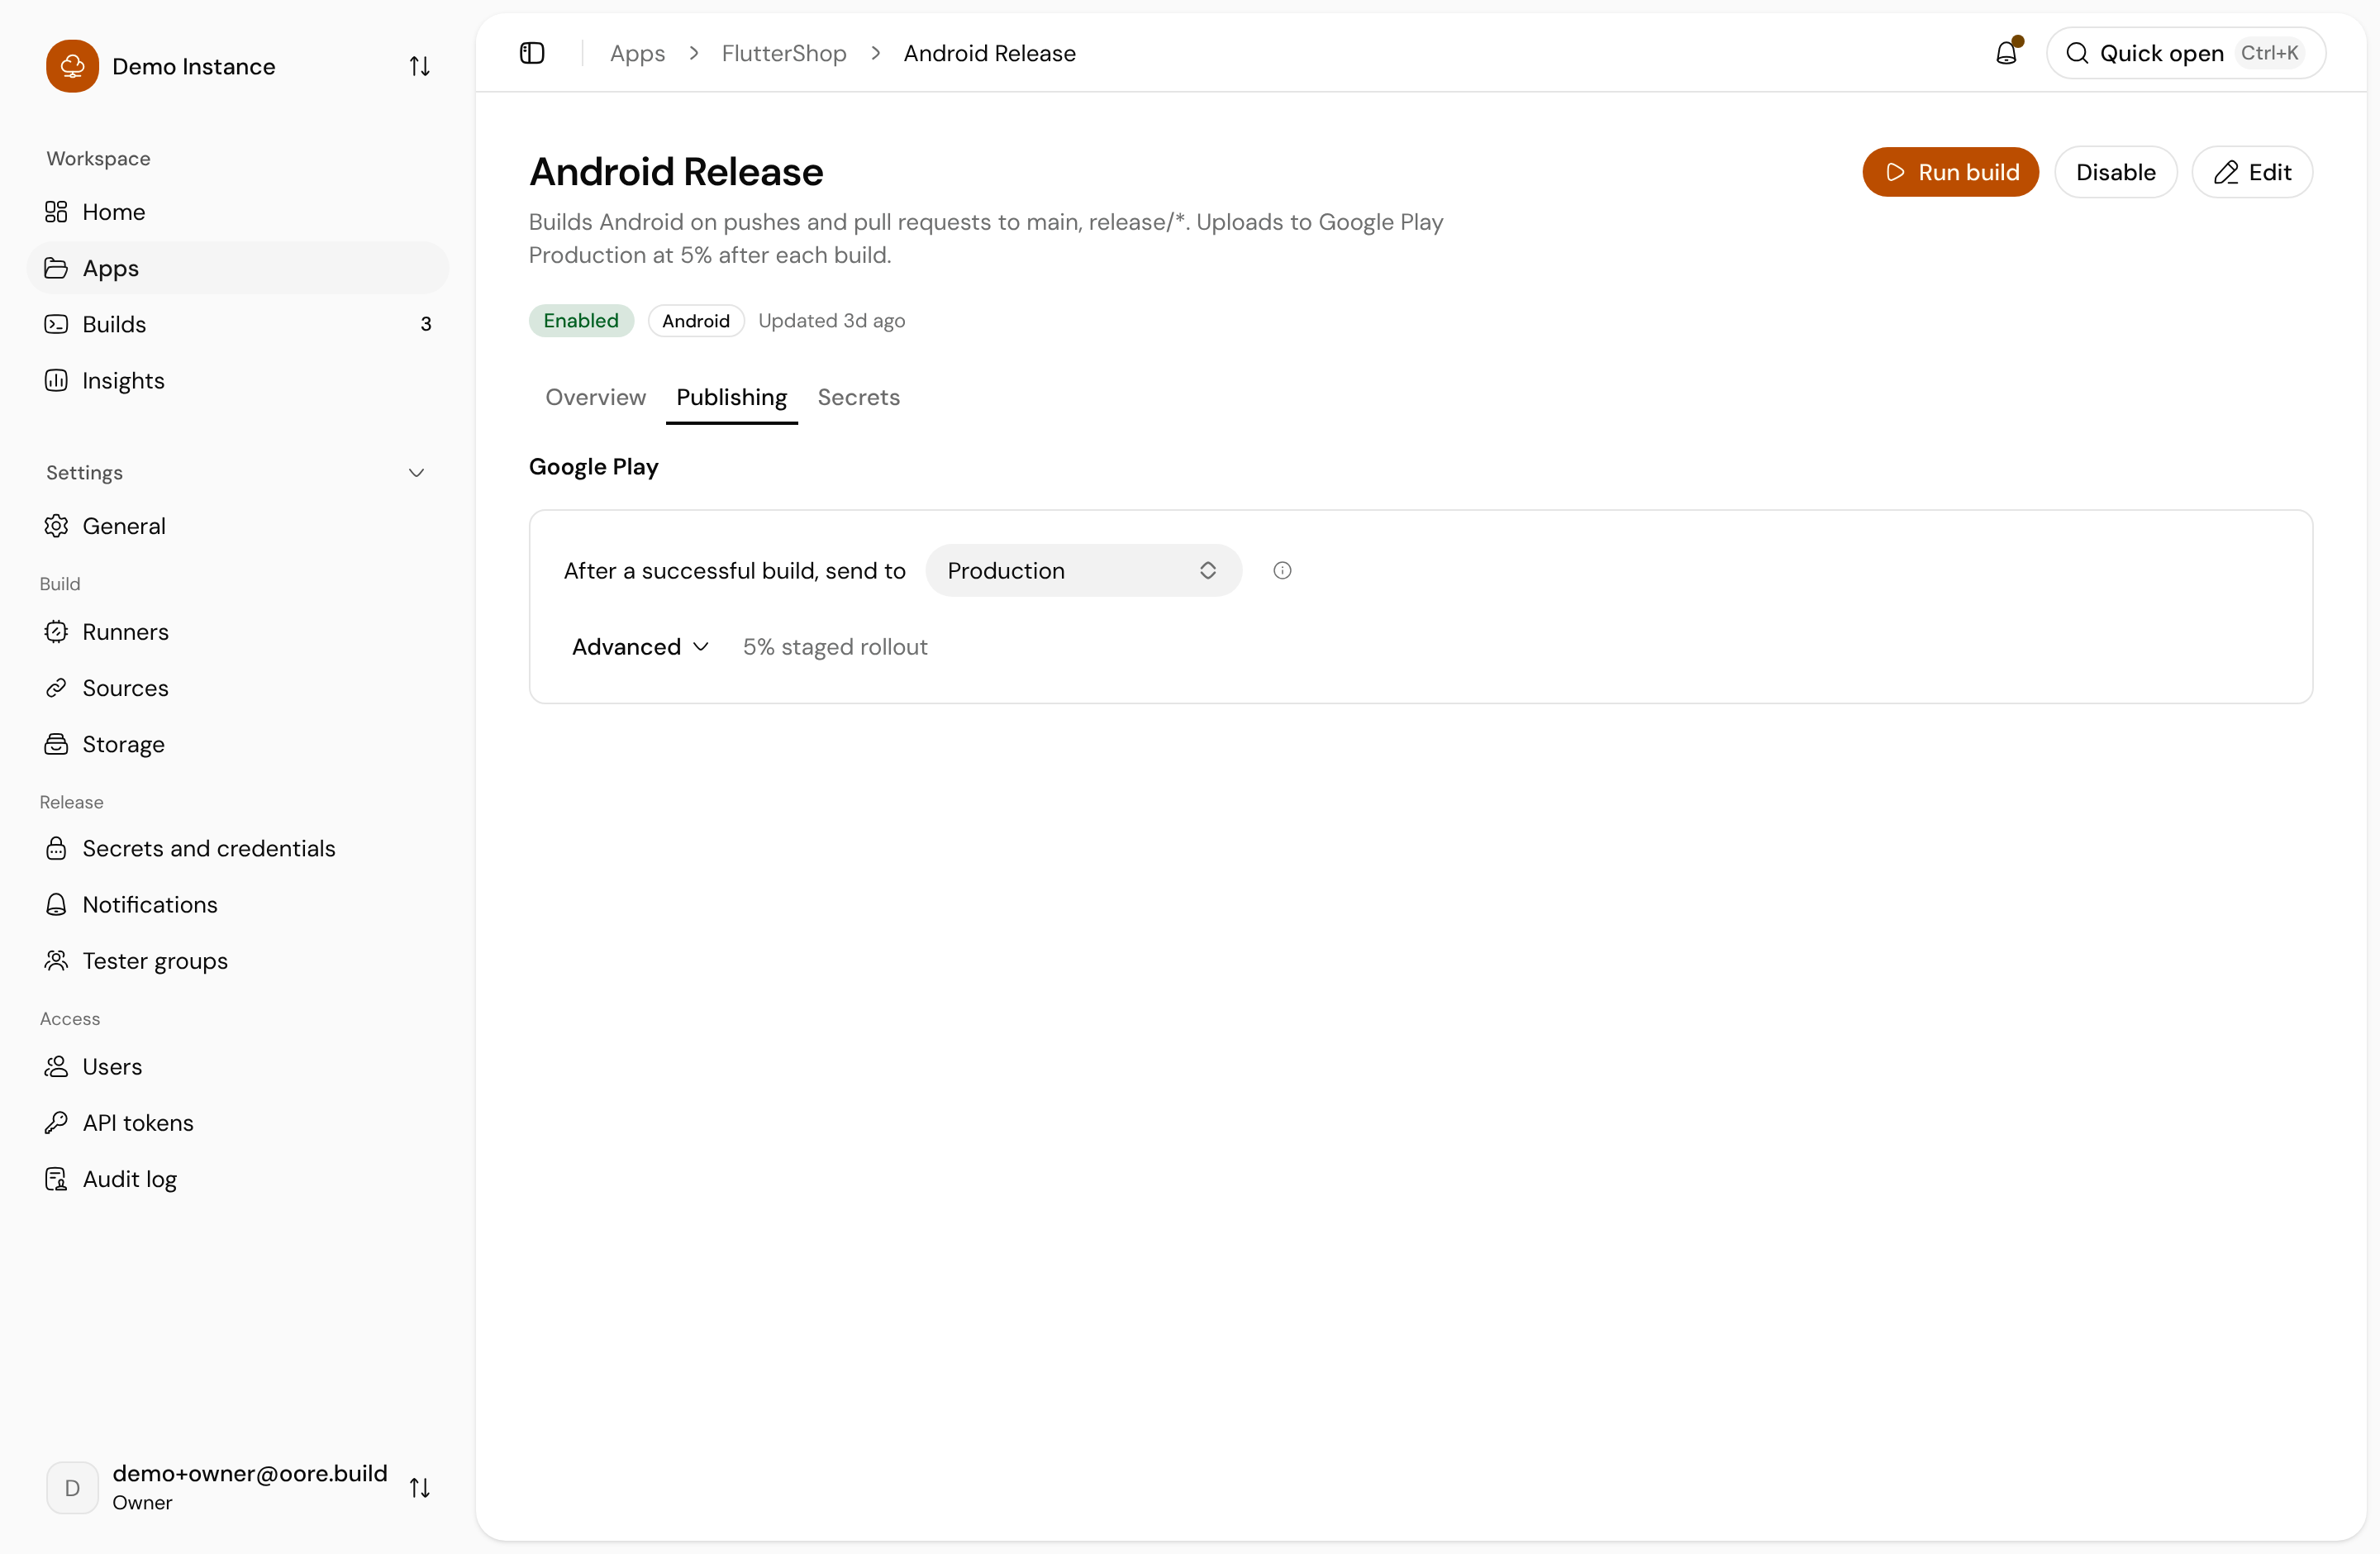 Demo Instance
Workspace
Home
Apps
Builds 3
Insights
Settings
General
Build
Runners
Sources
Storage
Release
Secrets and credentials
Notifications
Tester groups
Access
Users
API tokens
Audit log
D
demo+owner@oore.build
Owner
Apps > FlutterShop > Android Release
Quick open Ctrl+K
Android Release
Run build
Disable
Edit
Builds Android on pushes and pull requests to main, release/*. Uploads to Google Play
Production at 5% after each build.
Enabled Android Updated 3d ago
Overview Publishing Secrets
Google Play
After a successful build, send to Production
Advanced 5% staged rollout